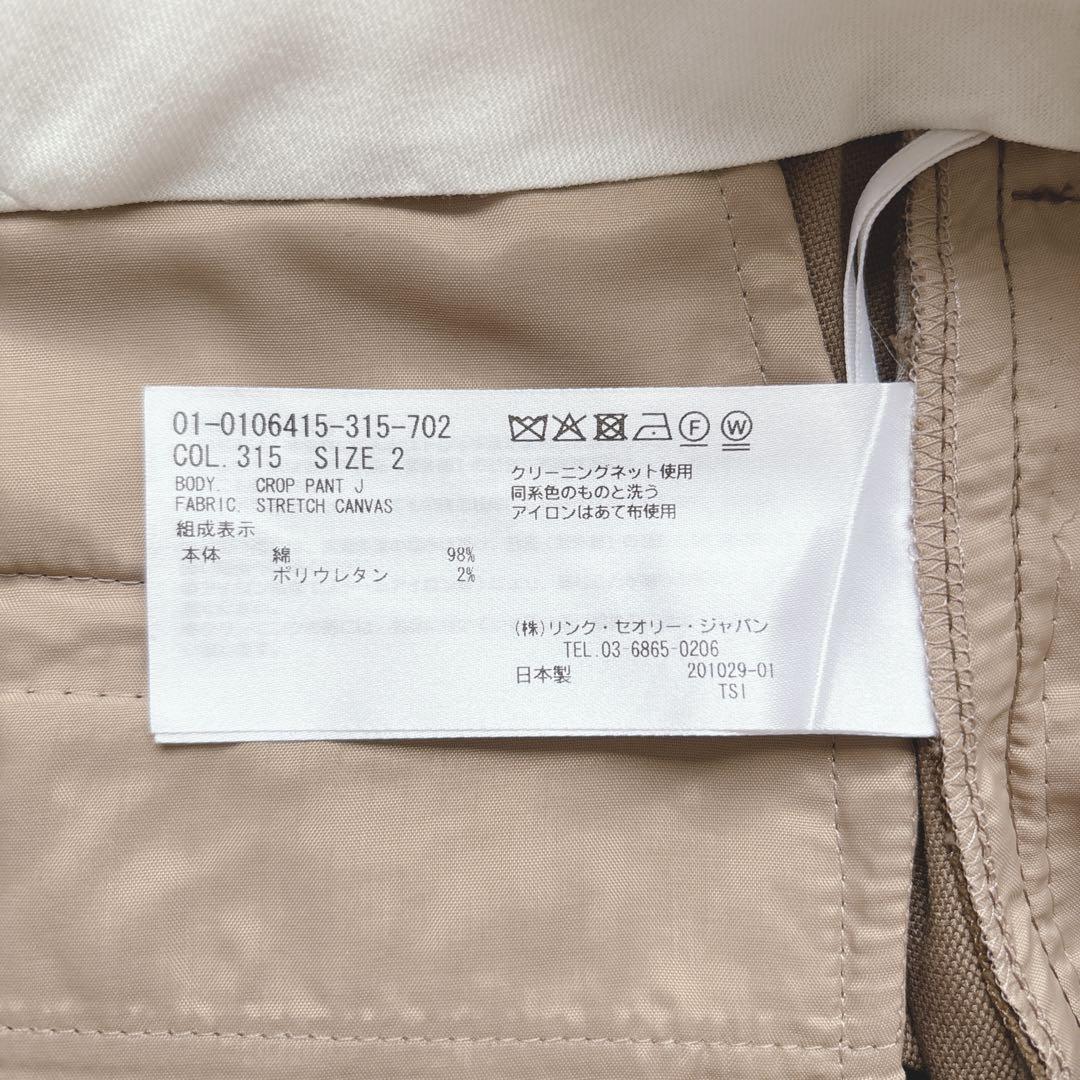 01-0106415-315-702
COL. 315 SIZE 2
BODY. CROP PANT J
FABRIC. STRETCH CANVAS
組成表示
本体 綿 98%
ポリウレタン 2%
F W
クリーニングネット使用
同系色のものと洗う
アイロンはあて布使用
(株)リンク・セオリー・ジャパン
TEL.03-6865-0206
日本製 201029-01
TSI